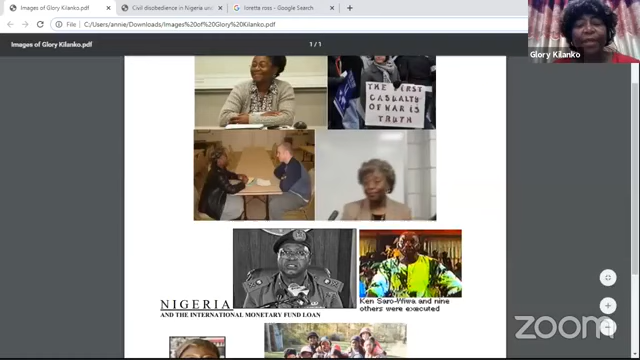 Images of Glory Kilanko.pdf
Civil disobedience in Nigeria und
loretta ross - Google Search
File
C:/Users/annie/Downloads/Images%20of%20Glory%20Kilanko.pdf
Images of Glory Kilanko.pdf
1 / 3
Glory Kilanko
THE FIRST
CASUALTY
OF WAR IS
TRUTH
NIGERIA
AND THE INTERNATIONAL MONETARY FUND LOAN
Ken Saro-Wiwa and nine
others were executed
zoom